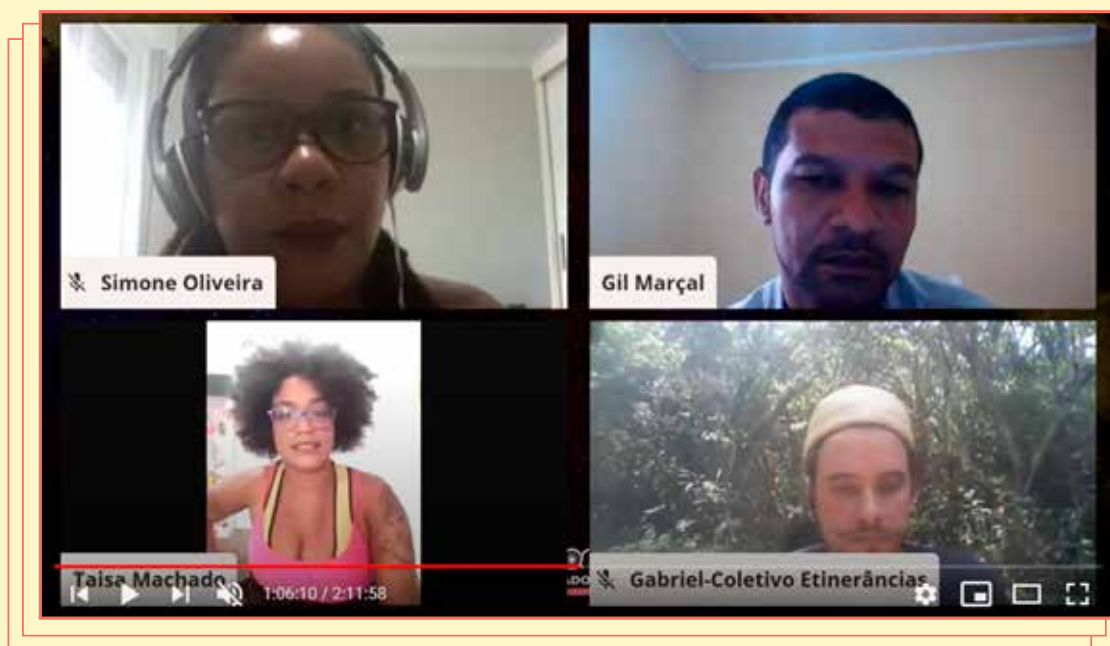 Simone Oliveira
Gil Marçal
Taisa Machado
Gabriel-Coletivo Etinerâncias
1:06:10 / 2:11:58